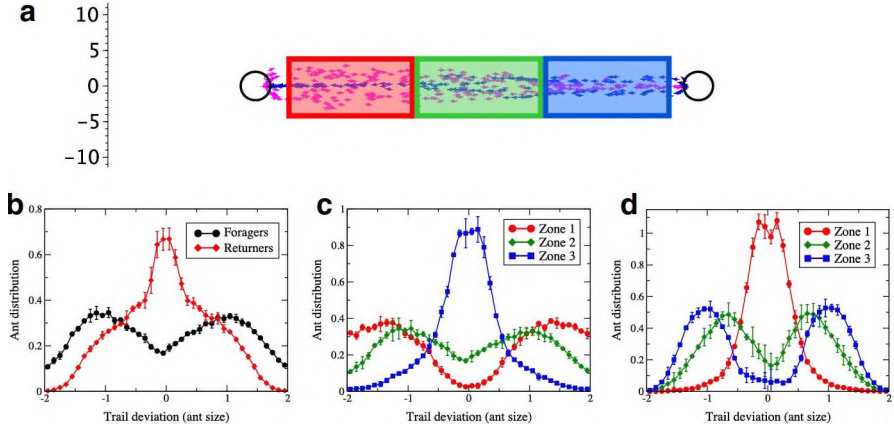 a
10
5
0
−5
−10
b
Ant distribution
0.8
0.6
0.4
0.2
0
Foragers
Returners
-2 -1 0 1 2
Trail deviation (ant size)
c
Ant distribution
1
0.8
0.6
0.4
0.2
0
Zone 1
Zone 2
Zone 3
-2 -1 0 1 2
Trail deviation (ant size)
d
Ant distribution
1
0.8
0.6
0.4
0.2
0
Zone 1
Zone 2
Zone 3
-2 -1 0 1 2
Trail deviation (ant size)